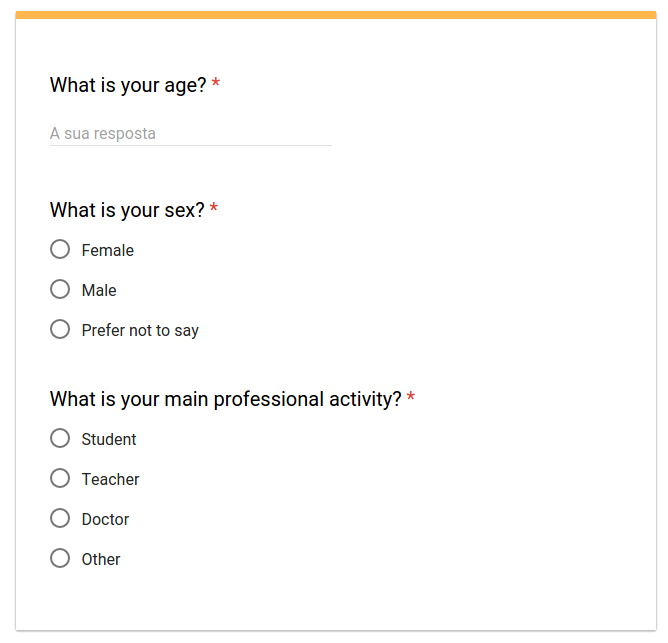 What is your age? *
A sua resposta
What is your sex? *
Female
Male
Prefer not to say
What is your main professional activity? *
Student
Teacher
Doctor
Other